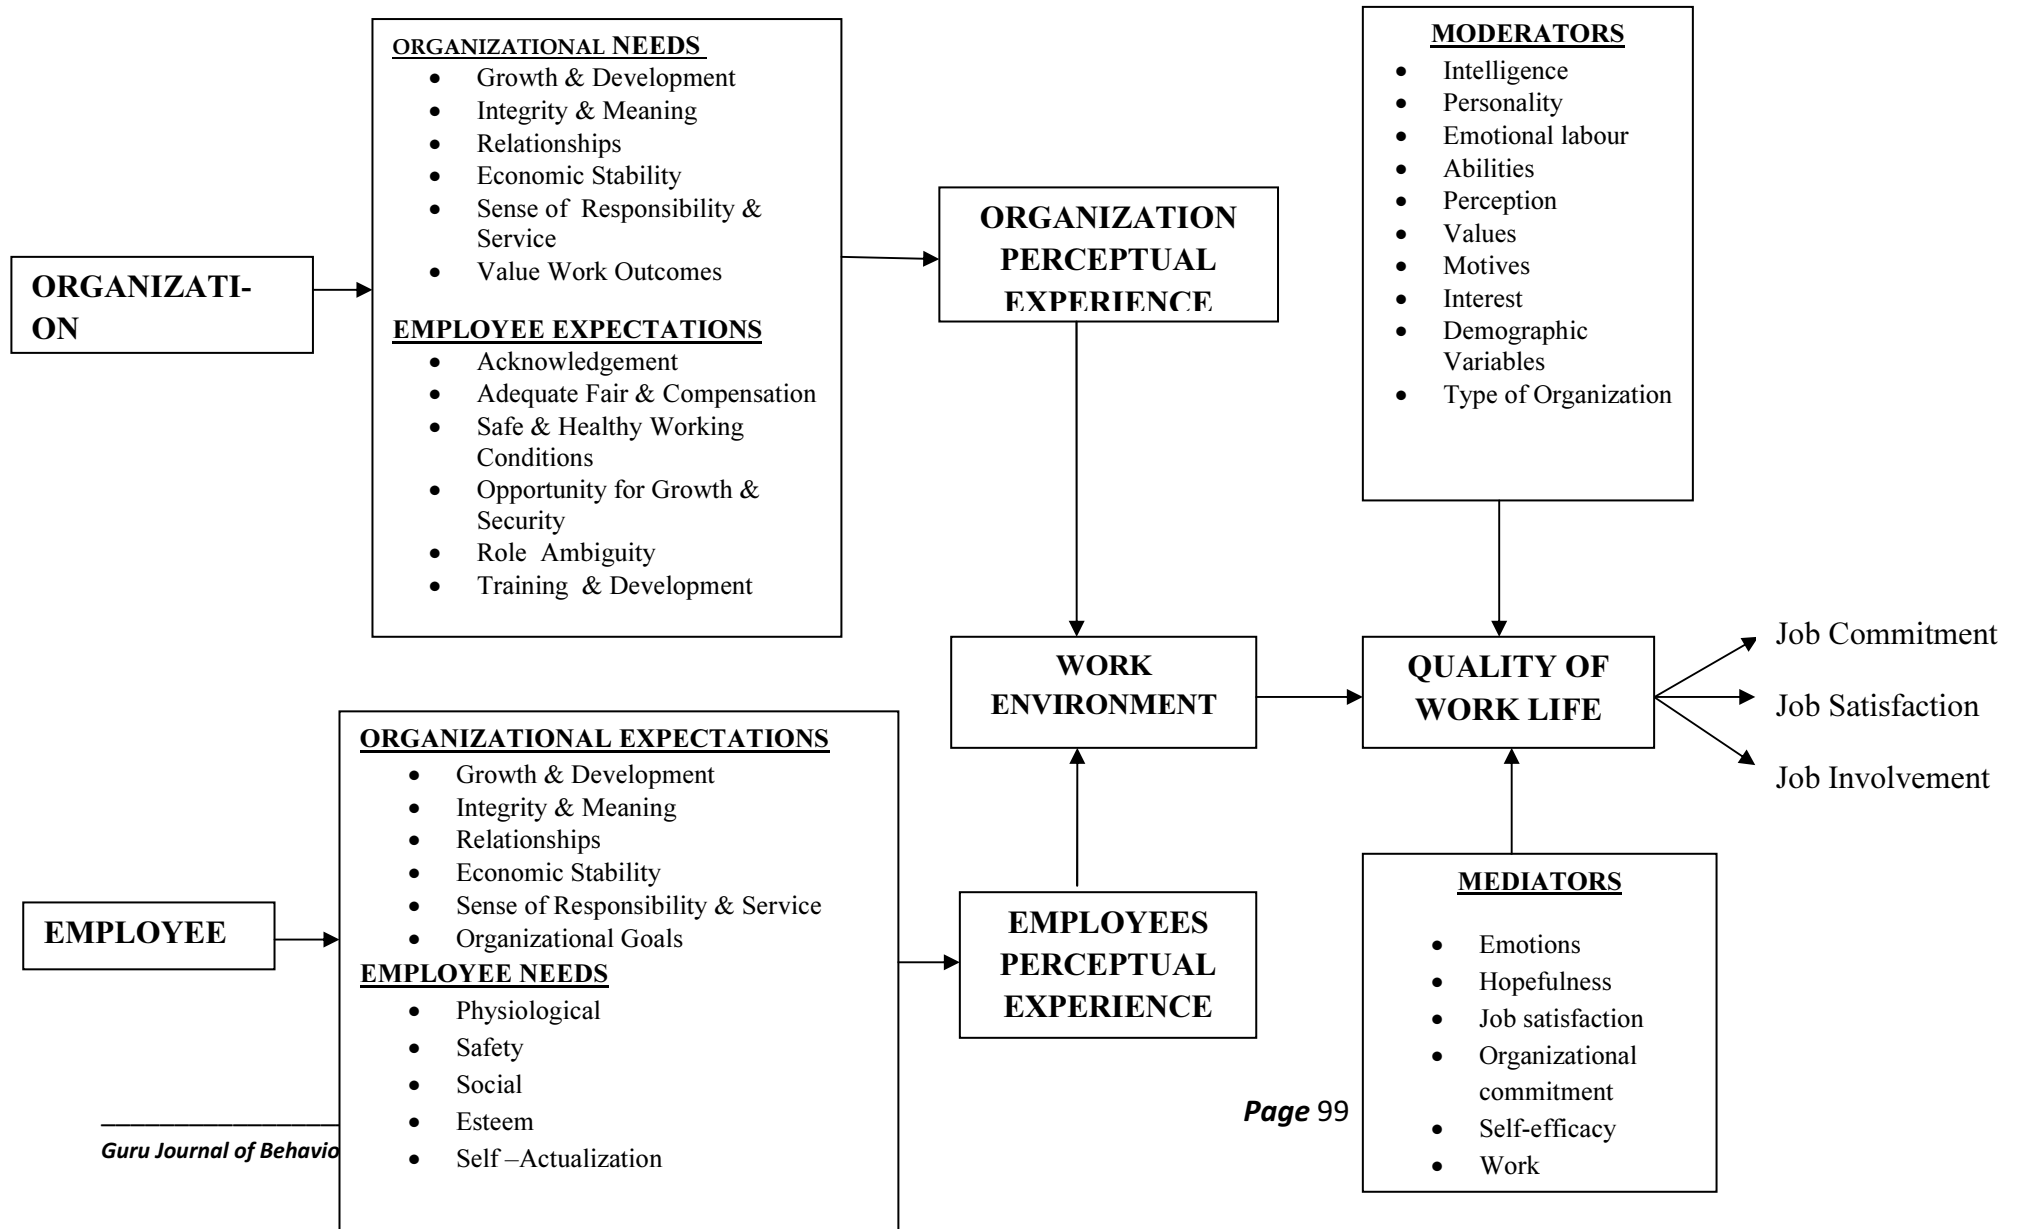 ORGANIZATI-
ON
ORGANIZATIONAL NEEDS
• Growth & Development
• Integrity & Meaning
• Relationships
• Economic Stability
• Sense of Responsibility &
Service
• Value Work Outcomes
EMPLOYEE EXPECTATIONS
• Acknowledgement
• Adequate Fair & Compensation
• Safe & Healthy Working
Conditions
• Opportunity for Growth &
Security
• Role Ambiguity
• Training & Development
ORGANIZATION
PERCEPTUAL
EXPERIENCE
MODERATORS
• Intelligence
• Personality
• Emotional labour
• Abilities
• Perception
• Values
• Motives
• Interest
• Demographic
Variables
• Type of Organization
WORK
ENVIRONMENT
QUALITY OF
WORK LIFE
Job Commitment
Job Satisfaction
Job Involvement
EMPLOYEE
ORGANIZATIONAL EXPECTATIONS
• Growth & Development
• Integrity & Meaning
• Relationships
• Economic Stability
• Sense of Responsibility & Service
• Organizational Goals
EMPLOYEE NEEDS
• Physiological
• Safety
• Social
• Esteem
• Self –Actualization
EMPLOYEES
PERCEPTUAL
EXPERIENCE
MEDIATORS
• Emotions
• Hopefulness
• Job satisfaction
• Organizational
commitment
• Self-efficacy
• Work
Page 99
Guru Journal of Behavio